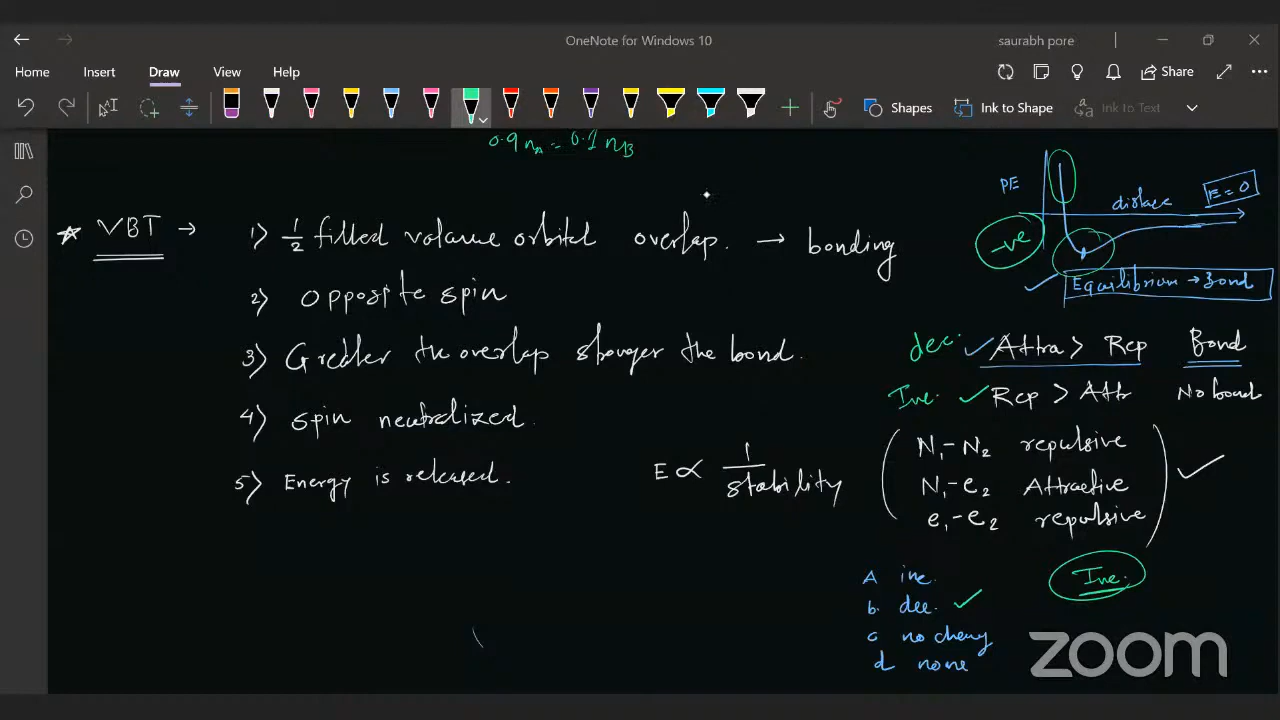 OneNote for Windows 10
saurabh pore
Home Insert Draw View Help
Share
Shapes
Ink to Shape
Ink to Text
0.9 nA = 0.1 nB
* VBT →
1) 1/2 filled volume orbital overlap. → bonding
2) Opposite spin
3) Greater the overlap stronger the bond.
4) spin neutralized.
5) Energy is released.
E ∝ 1/stability
PE
distace
E = 0
-ve
Equilibrium → Bond
dec. ✓ Attra > Rep Bond
Inc. ✓ Rep > Attr No bond
N1-N2 repulsive
N1-e2 Attractive
e1-e2 repulsive
✓
A inc.
b. dec. ✓
c no
d none
Inc.
zoom